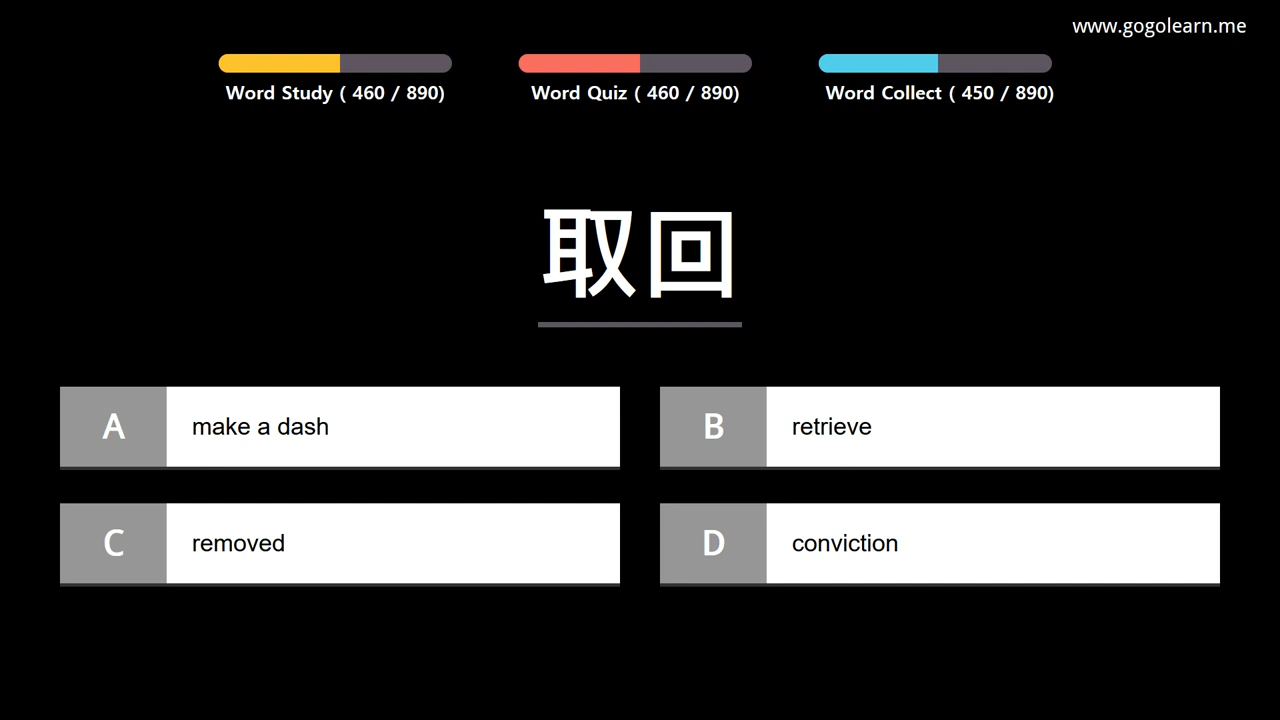 www.gogolearn.me
Word Study ( 460 / 890)
Word Quiz ( 460 / 890)
Word Collect ( 450 / 890)
取回
A make a dash
B retrieve
C removed
D conviction